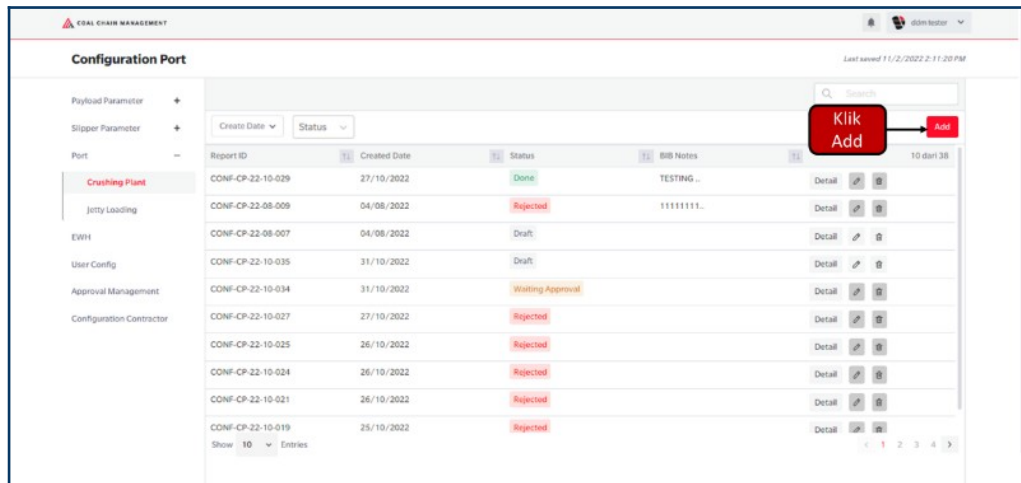 COAL CHAIN MANAGEMENT
ddm tester
Configuration Port
Last saved 11/2/2022 2:11:20 PM
Payload Parameter +
Slipper Parameter +
Port −
Crushing Plant
Jetty Loading
EWH
User Config
Approval Management
Configuration Contractor
Search
Create Date
Status
Klik
Add
Add
Report ID Created Date Status BIB Notes 10 dari 38
CONF-CP-22-10-029 27/10/2022 Done TESTING .. Detail
CONF-CP-22-08-009 04/08/2022 Rejected 11111111.. Detail
CONF-CP-22-08-007 04/08/2022 Draft Detail
CONF-CP-22-10-035 31/10/2022 Draft Detail
CONF-CP-22-10-034 31/10/2022 Waiting Approval Detail
CONF-CP-22-10-027 27/10/2022 Rejected Detail
CONF-CP-22-10-025 26/10/2022 Rejected Detail
CONF-CP-22-10-024 26/10/2022 Rejected Detail
CONF-CP-22-10-021 26/10/2022 Rejected Detail
CONF-CP-22-10-019 25/10/2022 Rejected Detail
Show 10 Entries < 1 2 3 4 >